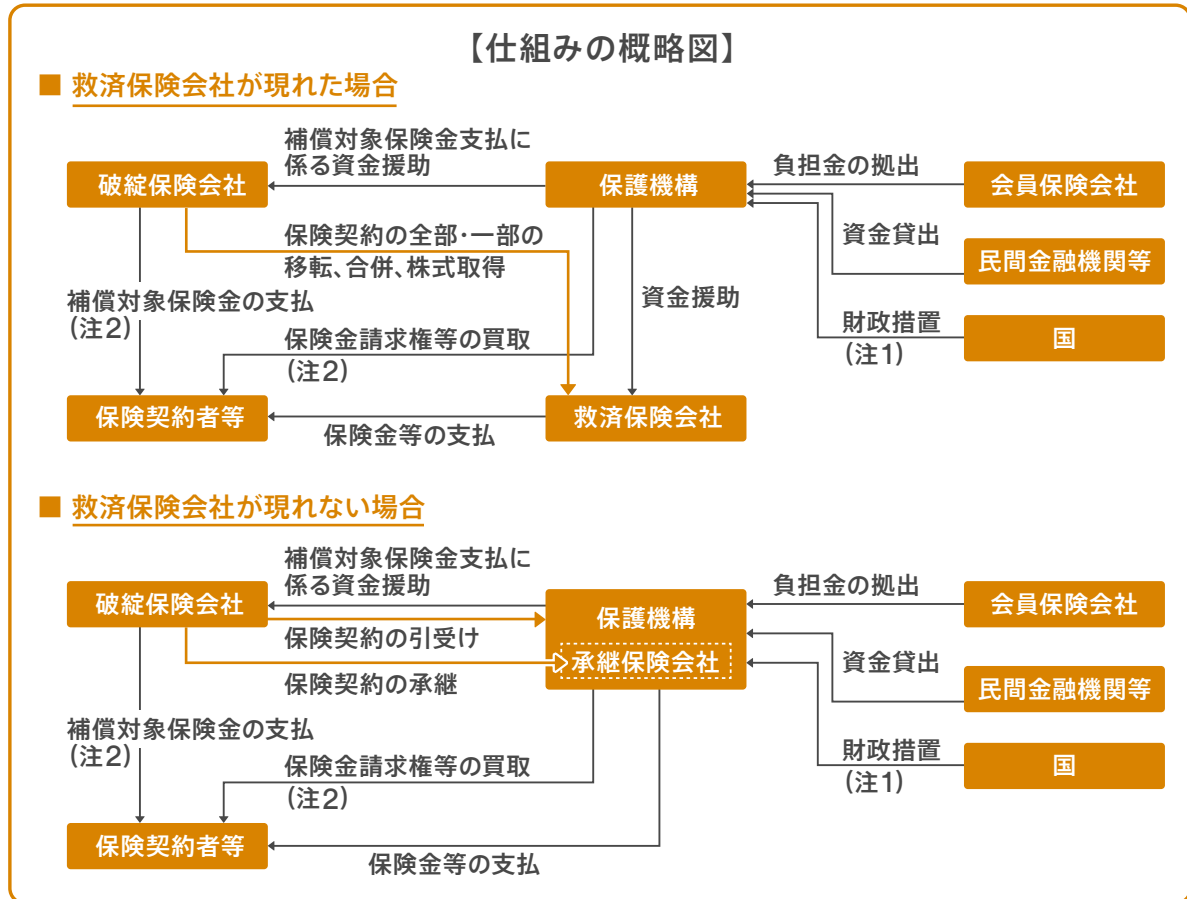 【仕組みの概略図】
■ 救済保険会社が現れた場合
補償対象保険金支払に
係る資金援助
破綻保険会社
保護機構
負担金の拠出
会員保険会社
保険契約の全部・一部の
移転、合併、株式取得
資金貸出
民間金融機関等
補償対象保険金の支払
(注2)
資金援助
保険金請求権等の買取
(注2)
財政措置
(注1)
国
保険契約者等
保険金等の支払
救済保険会社
■ 救済保険会社が現れない場合
補償対象保険金支払に
係る資金援助
破綻保険会社
保護機構
負担金の拠出
会員保険会社
保険契約の引受け
承継保険会社
保険契約の承継
資金貸出
民間金融機関等
補償対象保険金の支払
(注2)
保険金請求権等の買取
(注2)
財政措置
(注1)
国
保険契約者等
保険金等の支払